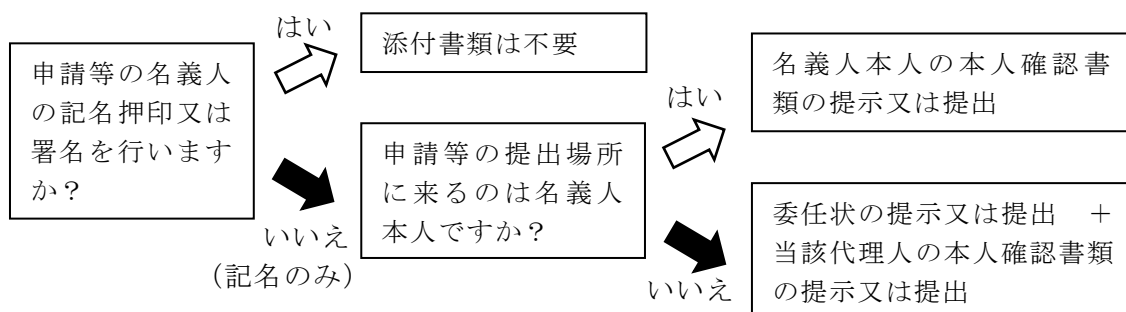 申請等の名義人
の記名押印又は
署名を行います
か？
はい
添付書類は不要
いいえ
（記名のみ）
申請等の提出場所
に来るのは名義人
本人ですか？
はい
名義人本人の本人確認書
類の提示又は提出
いいえ
委任状の提示又は提出　＋
当該代理人の本人確認書類
の提示又は提出